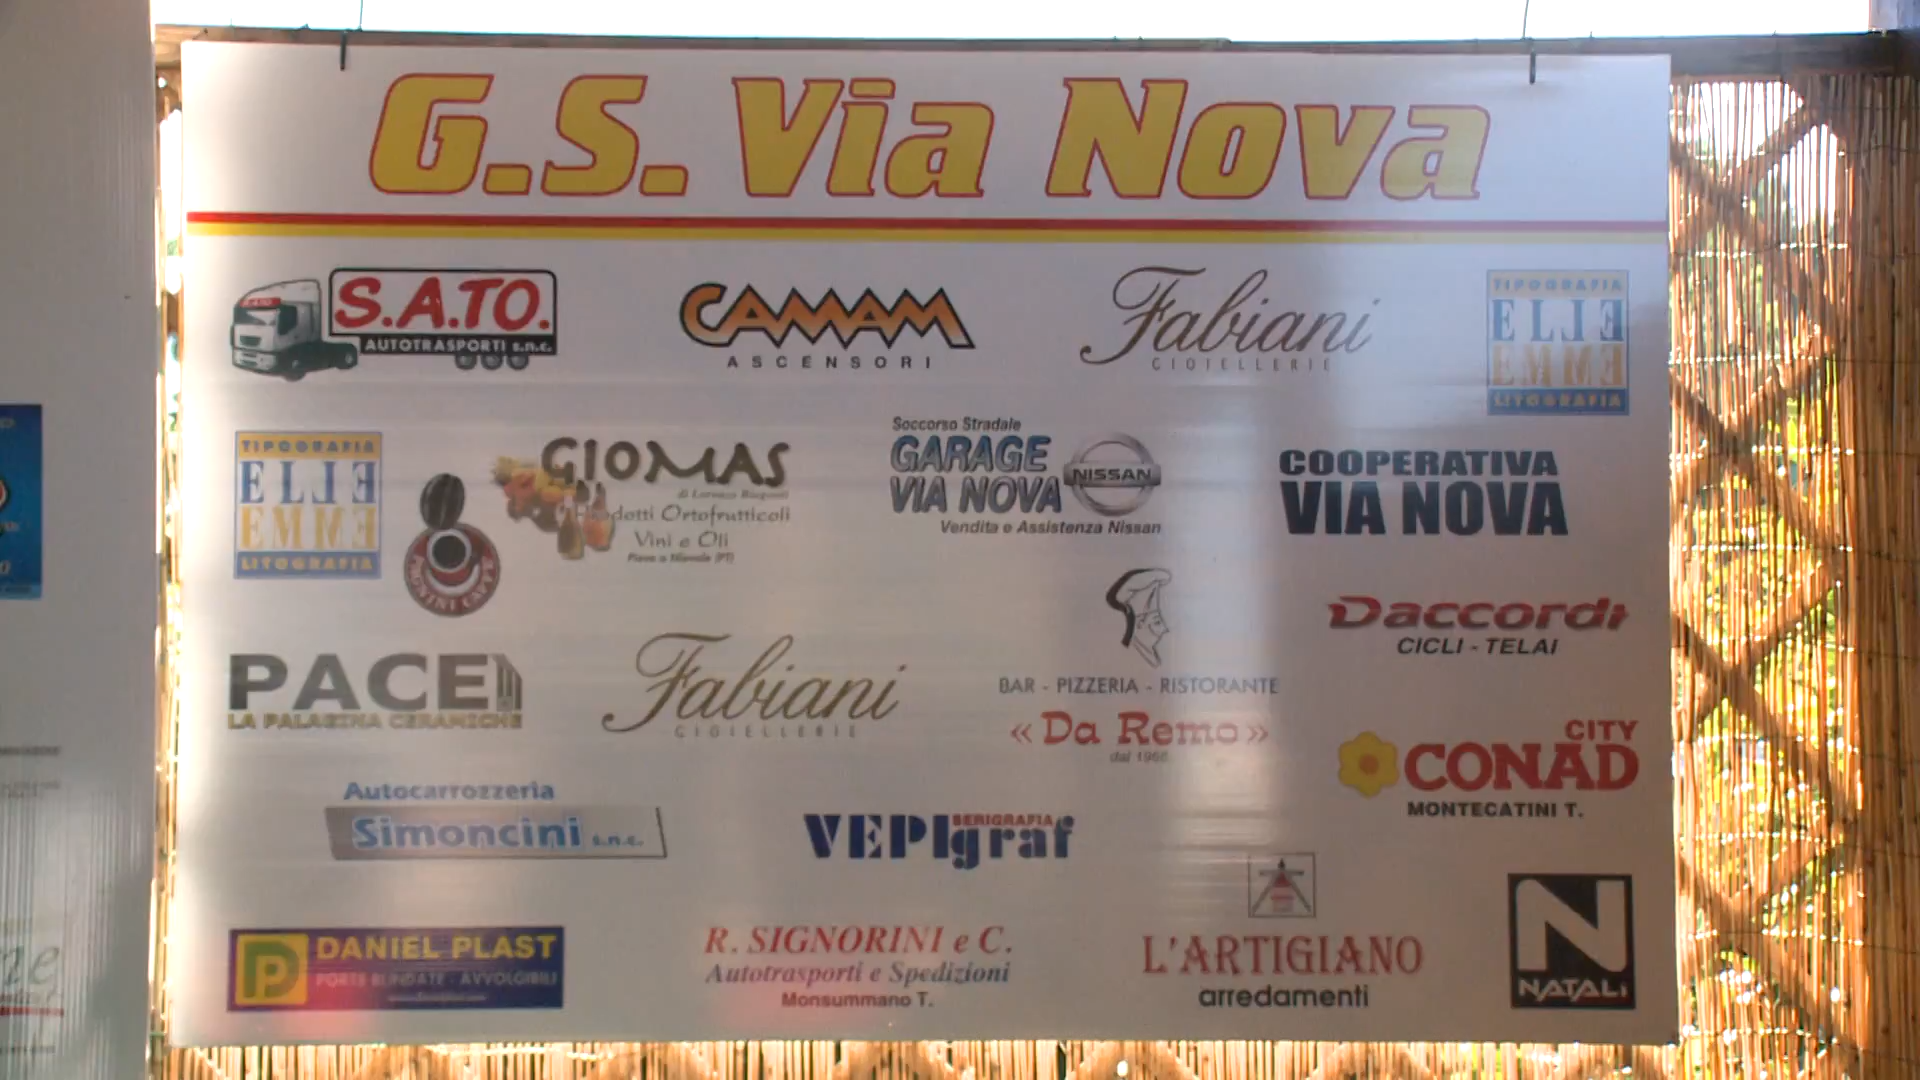 G.S. Via Nova
S.A.TO.
AUTOTRASPORTI s.n.c.
CAMAM
ASCENSORI
Fabiani
GIOIELLERIE
TIPOGRAFIA
ELLE
EMME
LITOGRAFIA
TIPOGRAFIA
ELLE
EMME
LITOGRAFIA
CAFFE'
GIOMAS
di Lorenzo
Prodotti Ortofrutticoli
Vini e Oli
Pieve a Nievole (PT)
Soccorso Stradale
GARAGE
VIA NOVA
NISSAN
Vendita e Assistenza Nissan
COOPERATIVA
VIA NOVA
PACE
LA PALAGINA CERAMICHE
Fabiani
GIOIELLERIE
BAR - PIZZERIA - RISTORANTE
«Da Remo»
dal 1966
Daccordi
CICLI - TELAI
CITY
CONAD
MONTECATINI T.
Autocarrozzeria
Simoncini s.n.c.
SERIGRAFIA
VEPIgraf
DANIEL PLAST
PORTE BLINDATE - AVVOLGIBILI
R. SIGNORINI e C.
Autotrasporti e Spedizioni
Monsummano T.
L'ARTIGIANO
arredamenti
N
NATALI